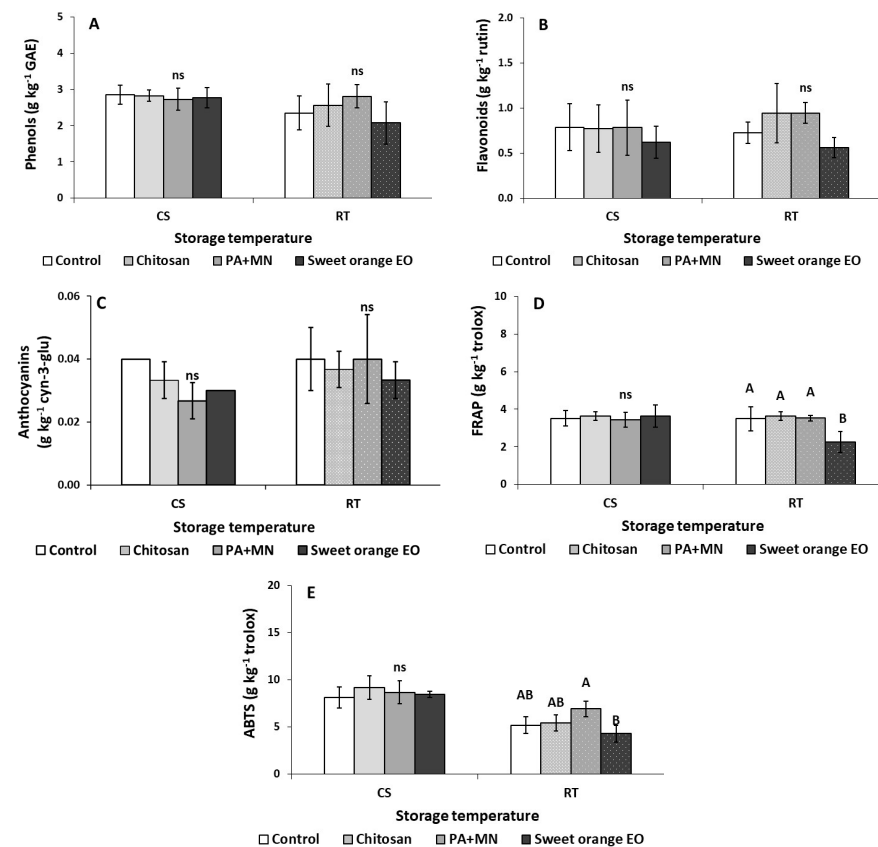 A
Phenols (g kg-1 GAE)
5
4
3
2
1
0
ns
ns
CS
RT
Storage temperature
Control Chitosan PA+MN Sweet orange EO
B
Flavonoids (g kg-1 rutin)
2.0
1.5
1.0
0.5
0.0
ns
ns
CS
RT
Storage temperature
Control Chitosan PA+MN Sweet orange EO
C
Anthocyanins
(g kg-1 cyn-3-glu)
0.06
0.04
0.02
0.00
ns
ns
CS
RT
Storage temperature
Control Chitosan PA+MN Sweet orange EO
D
FRAP (g kg-1 trolox)
10
8
6
4
2
0
ns
A
A
A
B
CS
RT
Storage temperature
Control Chitosan PA+MN Sweet orange EO
E
ABTS (g kg-1 trolox)
20
15
10
5
0
ns
AB
AB
A
B
CS
RT
Storage temperature
Control Chitosan PA+MN Sweet orange EO